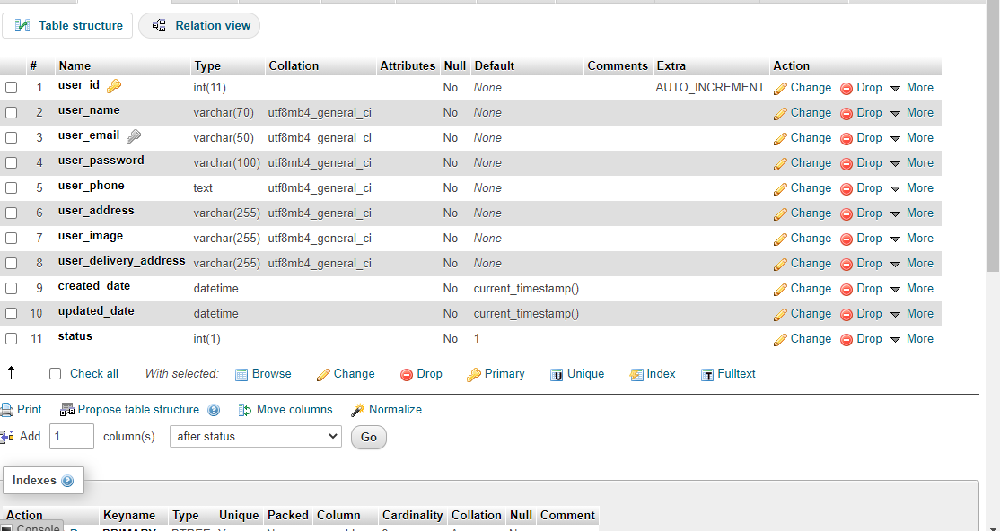 Table structure Relation view
# Name Type Collation Attributes Null Default Comments Extra Action
1 user_id int(11) No None AUTO_INCREMENT Change Drop More
2 user_name varchar(70) utf8mb4_general_ci No None Change Drop More
3 user_email varchar(50) utf8mb4_general_ci No None Change Drop More
4 user_password varchar(100) utf8mb4_general_ci No None Change Drop More
5 user_phone text utf8mb4_general_ci No None Change Drop More
6 user_address varchar(255) utf8mb4_general_ci No None Change Drop More
7 user_image varchar(255) utf8mb4_general_ci No None Change Drop More
8 user_delivery_address varchar(255) utf8mb4_general_ci No None Change Drop More
9 created_date datetime No current_timestamp() Change Drop More
10 updated_date datetime No current_timestamp() Change Drop More
11 status int(1) No 1 Change Drop More
Check all With selected: Browse Change Drop Primary U Unique Index T Fulltext
Print Propose table structure Move columns Normalize
Add 1 column(s) after status Go
Indexes
Action Keyname Type Unique Packed Column Cardinality Collation Null Comment
Console PRIMARY BTREE